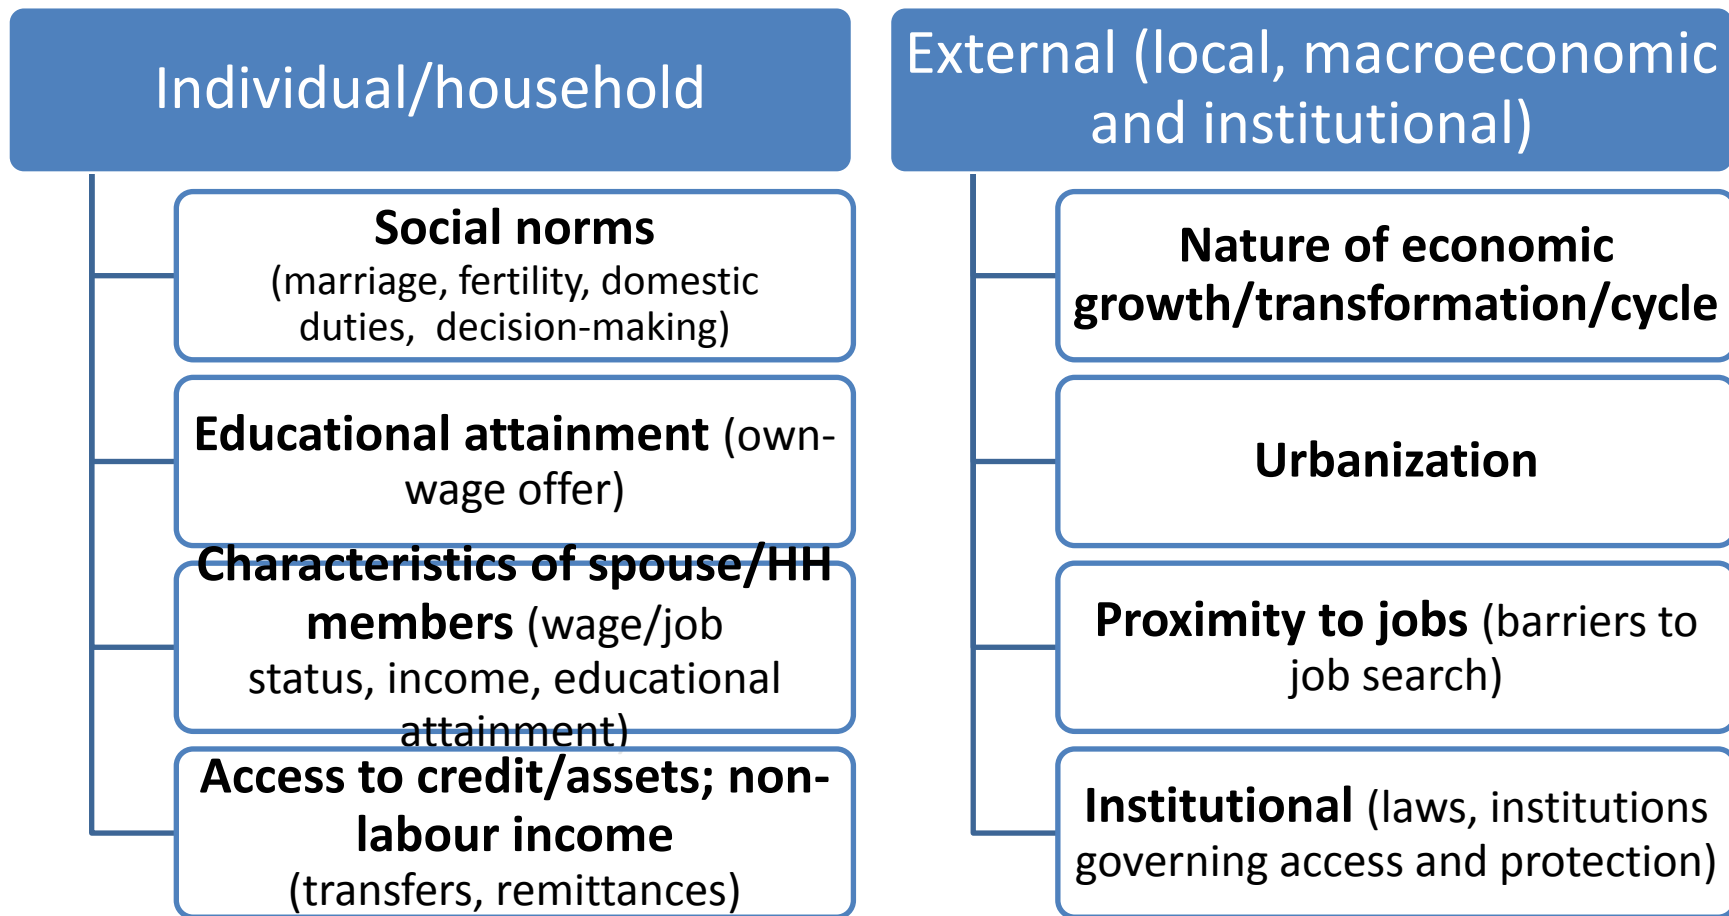 Individual/household
Social norms
(marriage, fertility, domestic
duties,  decision-making)
Educational attainment (own-
wage offer)
Characteristics of spouse/HH
members (wage/job
status, income, educational
attainment)
Access to credit/assets; non-
labour income
(transfers, remittances)
External (local, macroeconomic
and institutional)
Nature of economic
growth/transformation/cycle
Urbanization
Proximity to jobs (barriers to
job search)
Institutional (laws, institutions
governing access and protection)